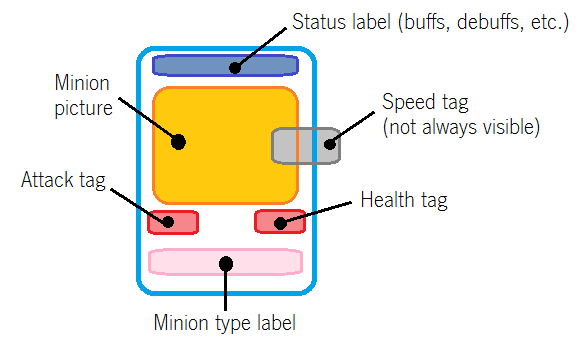 Status label (buffs, debuffs, etc.)
Minion
picture
Speed tag
(not always visible)
Attack tag
Health tag
Minion type label